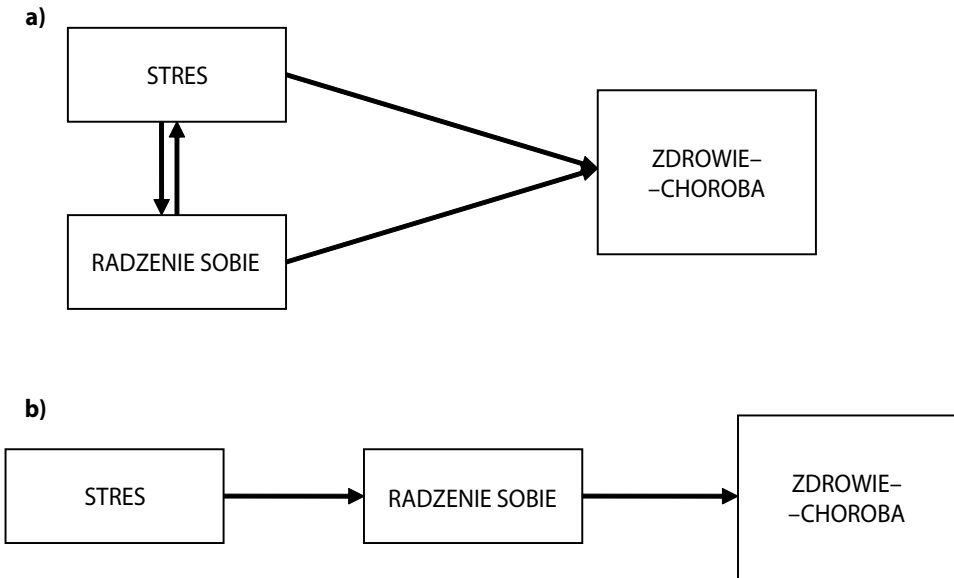 a)
STRES
ZDROWIE–
–CHOROBA
RADZENIE SOBIE
b)
STRES
RADZENIE SOBIE
ZDROWIE–
–CHOROBA